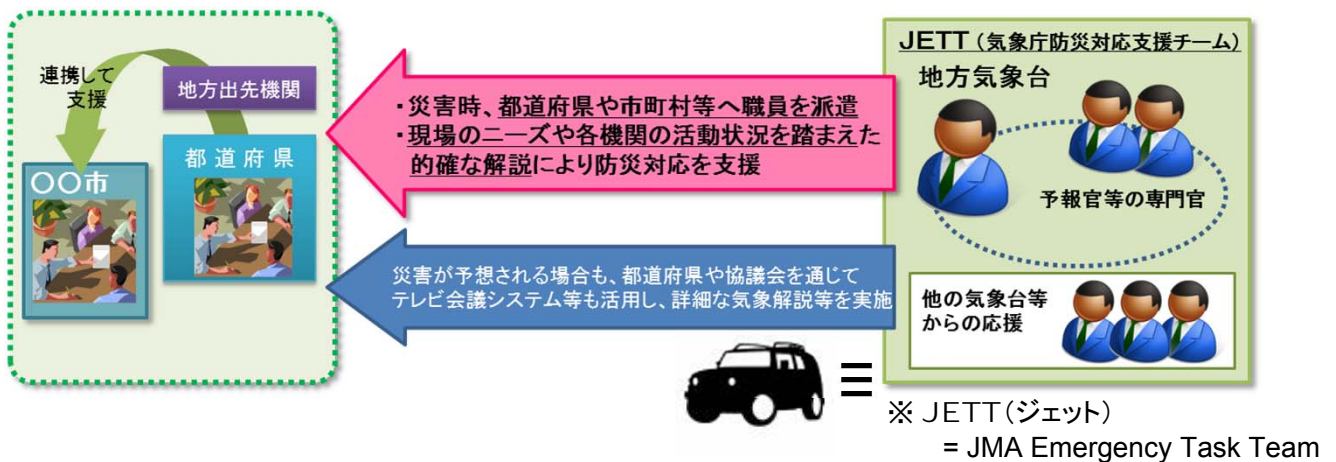 連携して
支援
地方出先機関
都道府県
〇〇市
・災害時、都道府県や市町村等へ職員を派遣
・現場のニーズや各機関の活動状況を踏まえた
的確な解説により防災対応を支援
災害が予想される場合も、都道府県や協議会を通じて
テレビ会議システム等も活用し、詳細な気象解説等を実施
JETT(気象庁防災対応支援チーム)
地方気象台
予報官等の専門官
他の気象台等
からの応援
※ JETT(ジェット)
= JMA Emergency Task Team